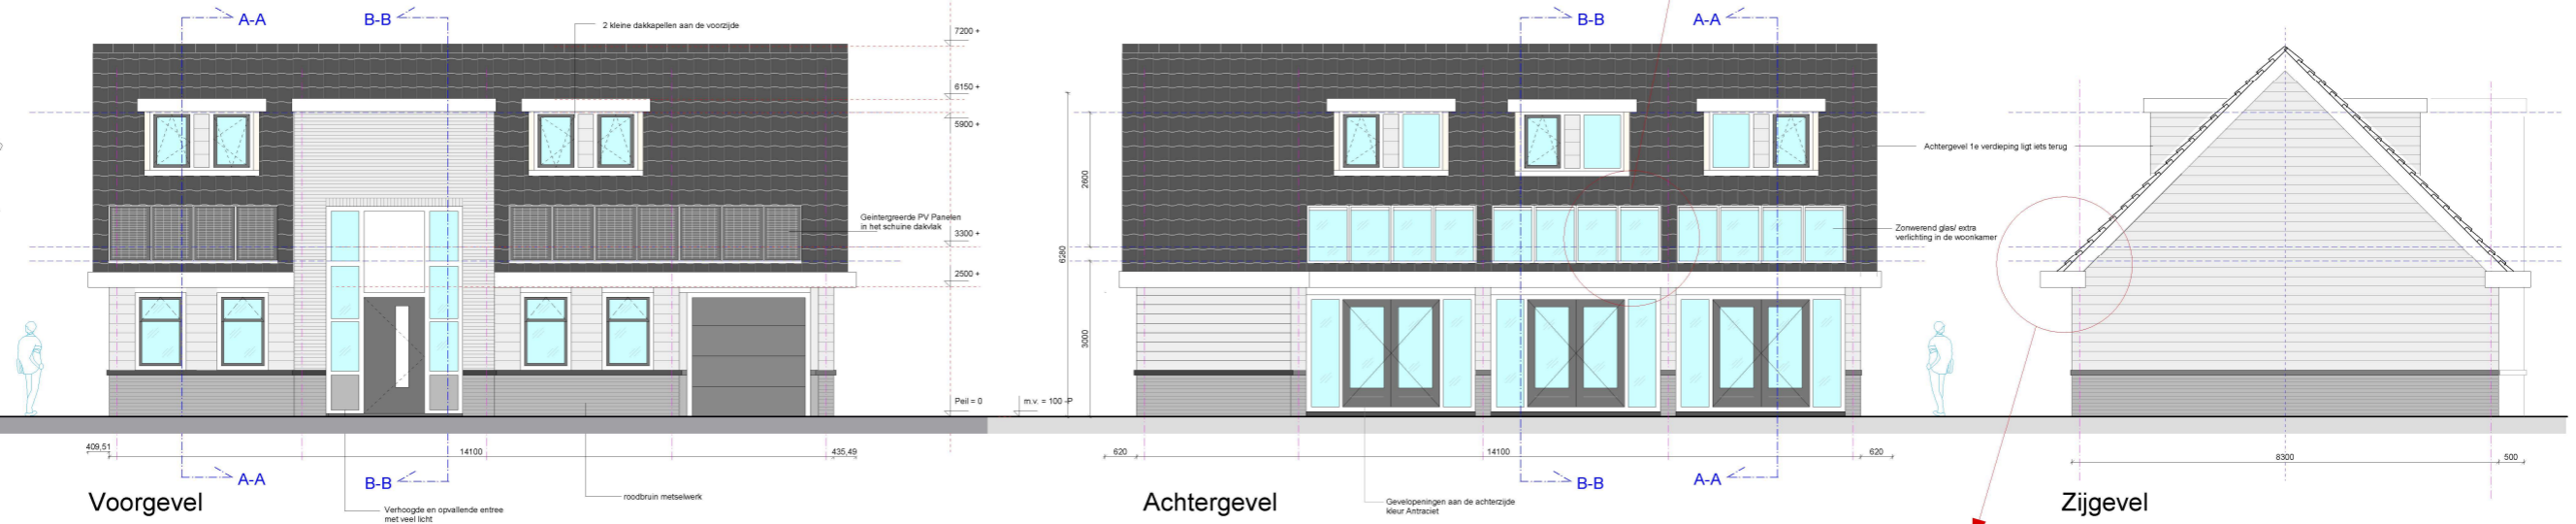 A-A
B-B
2 kleine dakkapellen aan de voorzijde
7200 +
6150 +
5900 +
Geintergreerde PV Panelen
in het schuine dakvlak
3300 +
2500 +
Peil = 0
409,51
14100
435,49
A-A
B-B
roodbruin metselwerk
Verhoogde en opvallende entree
met veel licht
Voorgevel
B-B
A-A
2600
6280
3000
m.v. = 100 -P
Achtergevel 1e verdieping ligt iets terug
Zonwerend glas/ extra
verlichting in de woonkamer
620
14100
620
B-B
A-A
Gevelopeningen aan de achterzijde
kleur Antraciet
Achtergevel
8300
500
Zijgevel